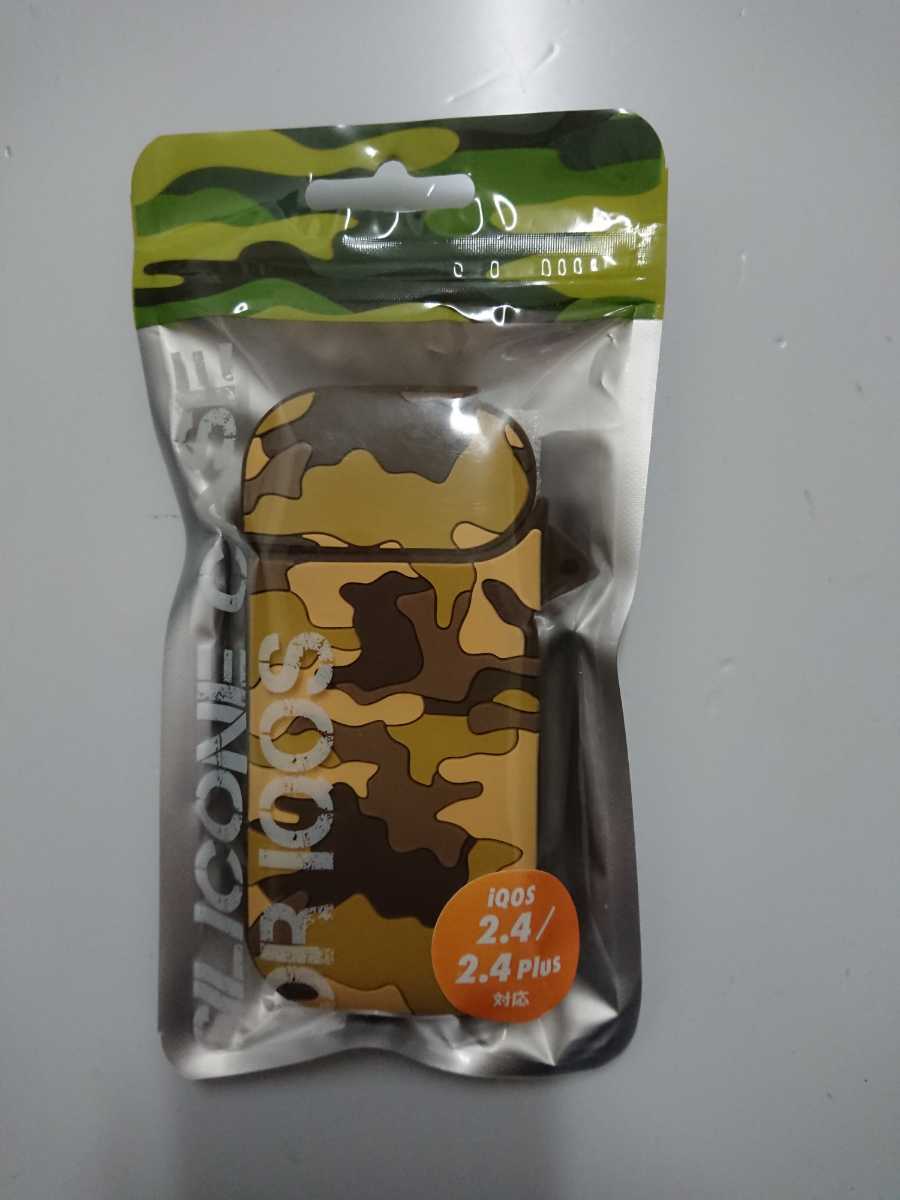 SILICONE CASE!
FOR IQOS
iQOS
2.4/
2.4 Plus
対応